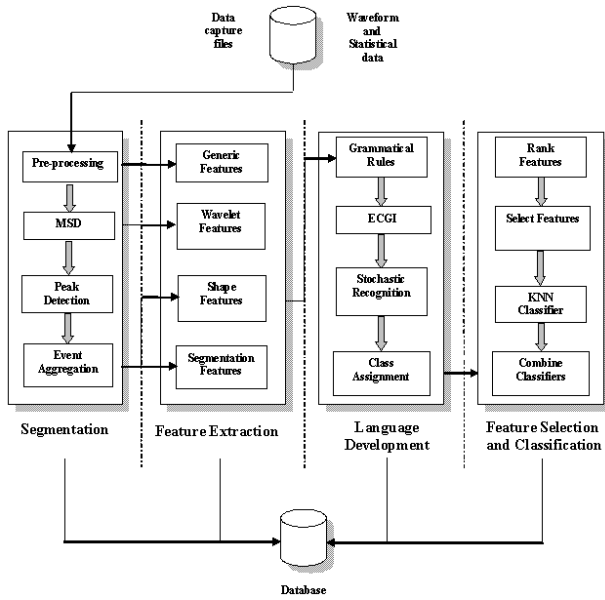 Data
capture
files
Waveform
and
Statistical
data
Pre-processing
MSD
Peak
Detection
Event
Aggregation
Segmentation
Generic
Features
Wavelet
Features
Shape
Features
Segmentation
Features
Feature Extraction
Grammatical
Rules
ECGI
Stochastic
Recognition
Class
Assignment
Language
Development
Rank
Features
Select Features
KNN
Classifier
Combine
Classifiers
Feature Selection
and Classification
Database